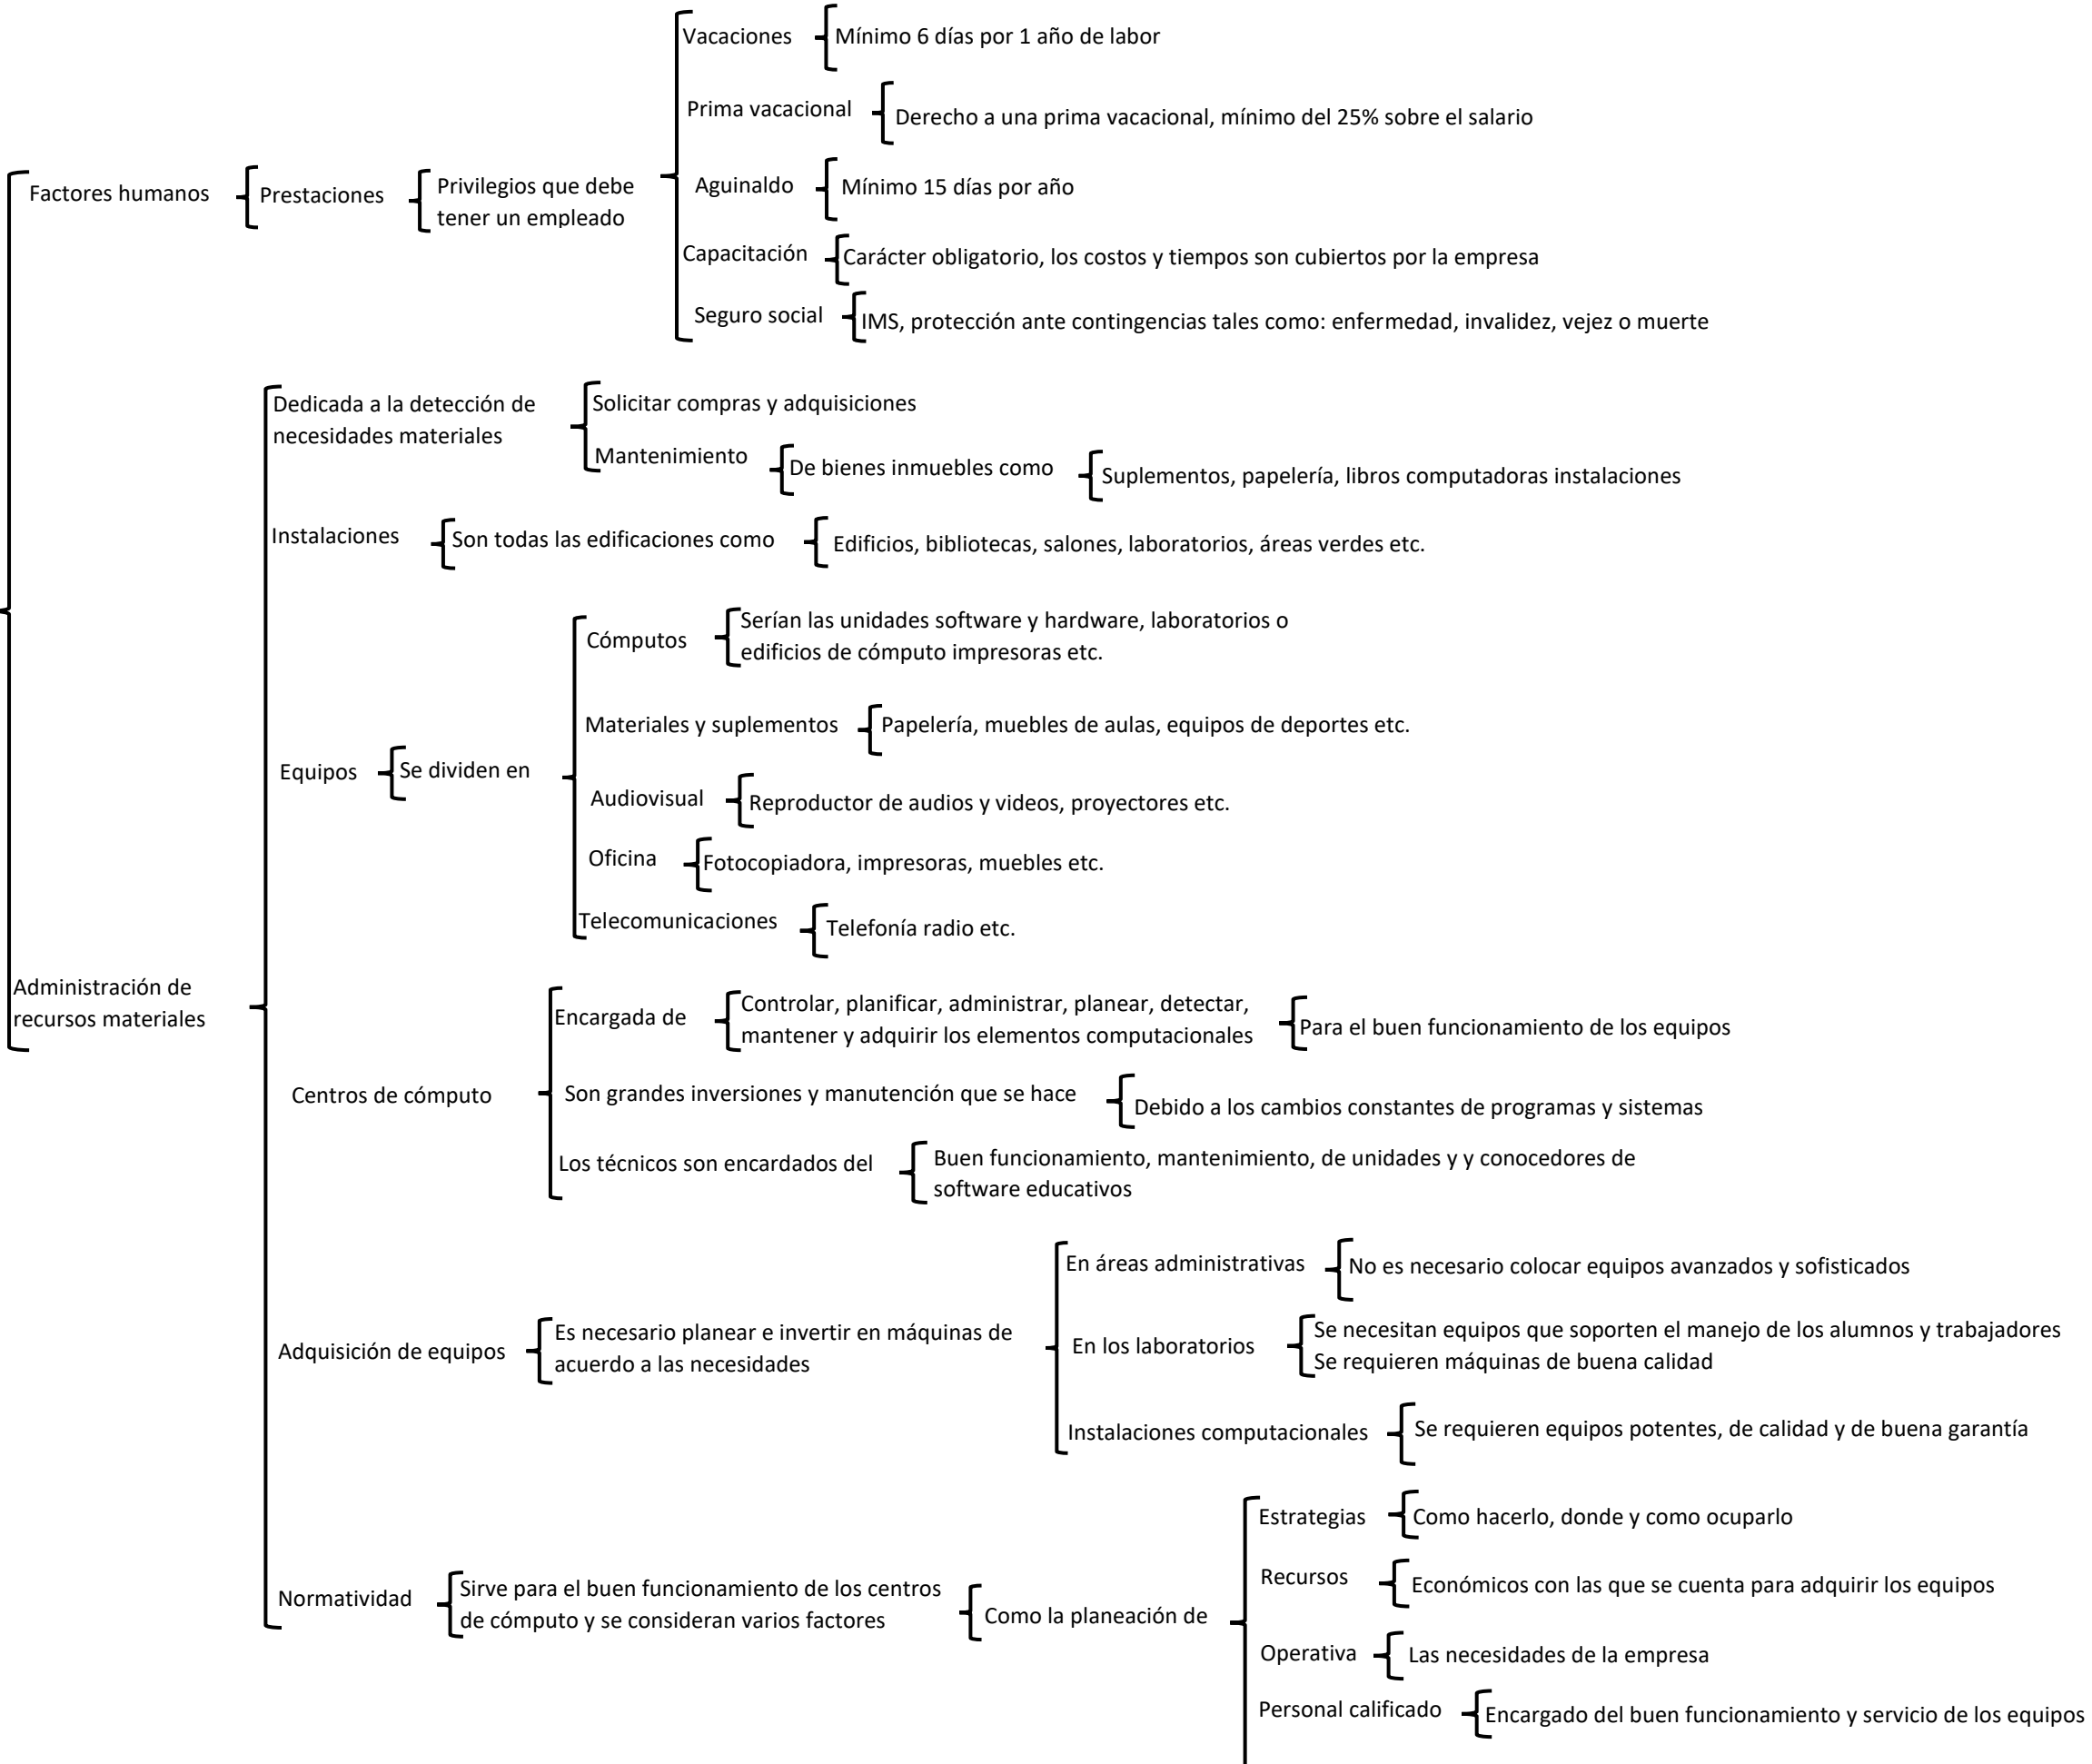 Vacaciones
Mínimo 6 días por 1 año de labor
Prima vacacional
Derecho a una prima vacacional, mínimo del 25% sobre el salario
Factores humanos
Prestaciones
Privilegios que debe
tener un empleado
Aguinaldo
Mínimo 15 días por año
Capacitación
Carácter obligatorio, los costos y tiempos son cubiertos por la empresa
Seguro social
IMS, protección ante contingencias tales como: enfermedad, invalidez, vejez o muerte
Administración de
recursos materiales
Dedicada a la detección de
necesidades materiales
Solicitar compras y adquisiciones
Mantenimiento
De bienes inmuebles como
Suplementos, papelería, libros computadoras instalaciones
Instalaciones
Son todas las edificaciones como
Edificios, bibliotecas, salones, laboratorios, áreas verdes etc.
Equipos
Se dividen en
Cómputos
Serían las unidades software y hardware, laboratorios o
edificios de cómputo impresoras etc.
Materiales y suplementos
Papelería, muebles de aulas, equipos de deportes etc.
Audiovisual
Reproductor de audios y videos, proyectores etc.
Oficina
Fotocopiadora, impresoras, muebles etc.
Telecomunicaciones
Telefonía radio etc.
Centros de cómputo
Encargada de
Controlar, planificar, administrar, planear, detectar,
mantener y adquirir los elementos computacionales
Para el buen funcionamiento de los equipos
Son grandes inversiones y manutención que se hace
Debido a los cambios constantes de programas y sistemas
Los técnicos son encardados del
Buen funcionamiento, mantenimiento, de unidades y y conocedores de
software educativos
Adquisición de equipos
Es necesario planear e invertir en máquinas de
acuerdo a las necesidades
En áreas administrativas
No es necesario colocar equipos avanzados y sofisticados
En los laboratorios
Se necesitan equipos que soporten el manejo de los alumnos y trabajadores
Se requieren máquinas de buena calidad
Instalaciones computacionales
Se requieren equipos potentes, de calidad y de buena garantía
Normatividad
Sirve para el buen funcionamiento de los centros
de cómputo y se consideran varios factores
Como la planeación de
Estrategias
Como hacerlo, donde y como ocuparlo
Recursos
Económicos con las que se cuenta para adquirir los equipos
Operativa
Las necesidades de la empresa
Personal calificado
Encargado del buen funcionamiento y servicio de los equipos